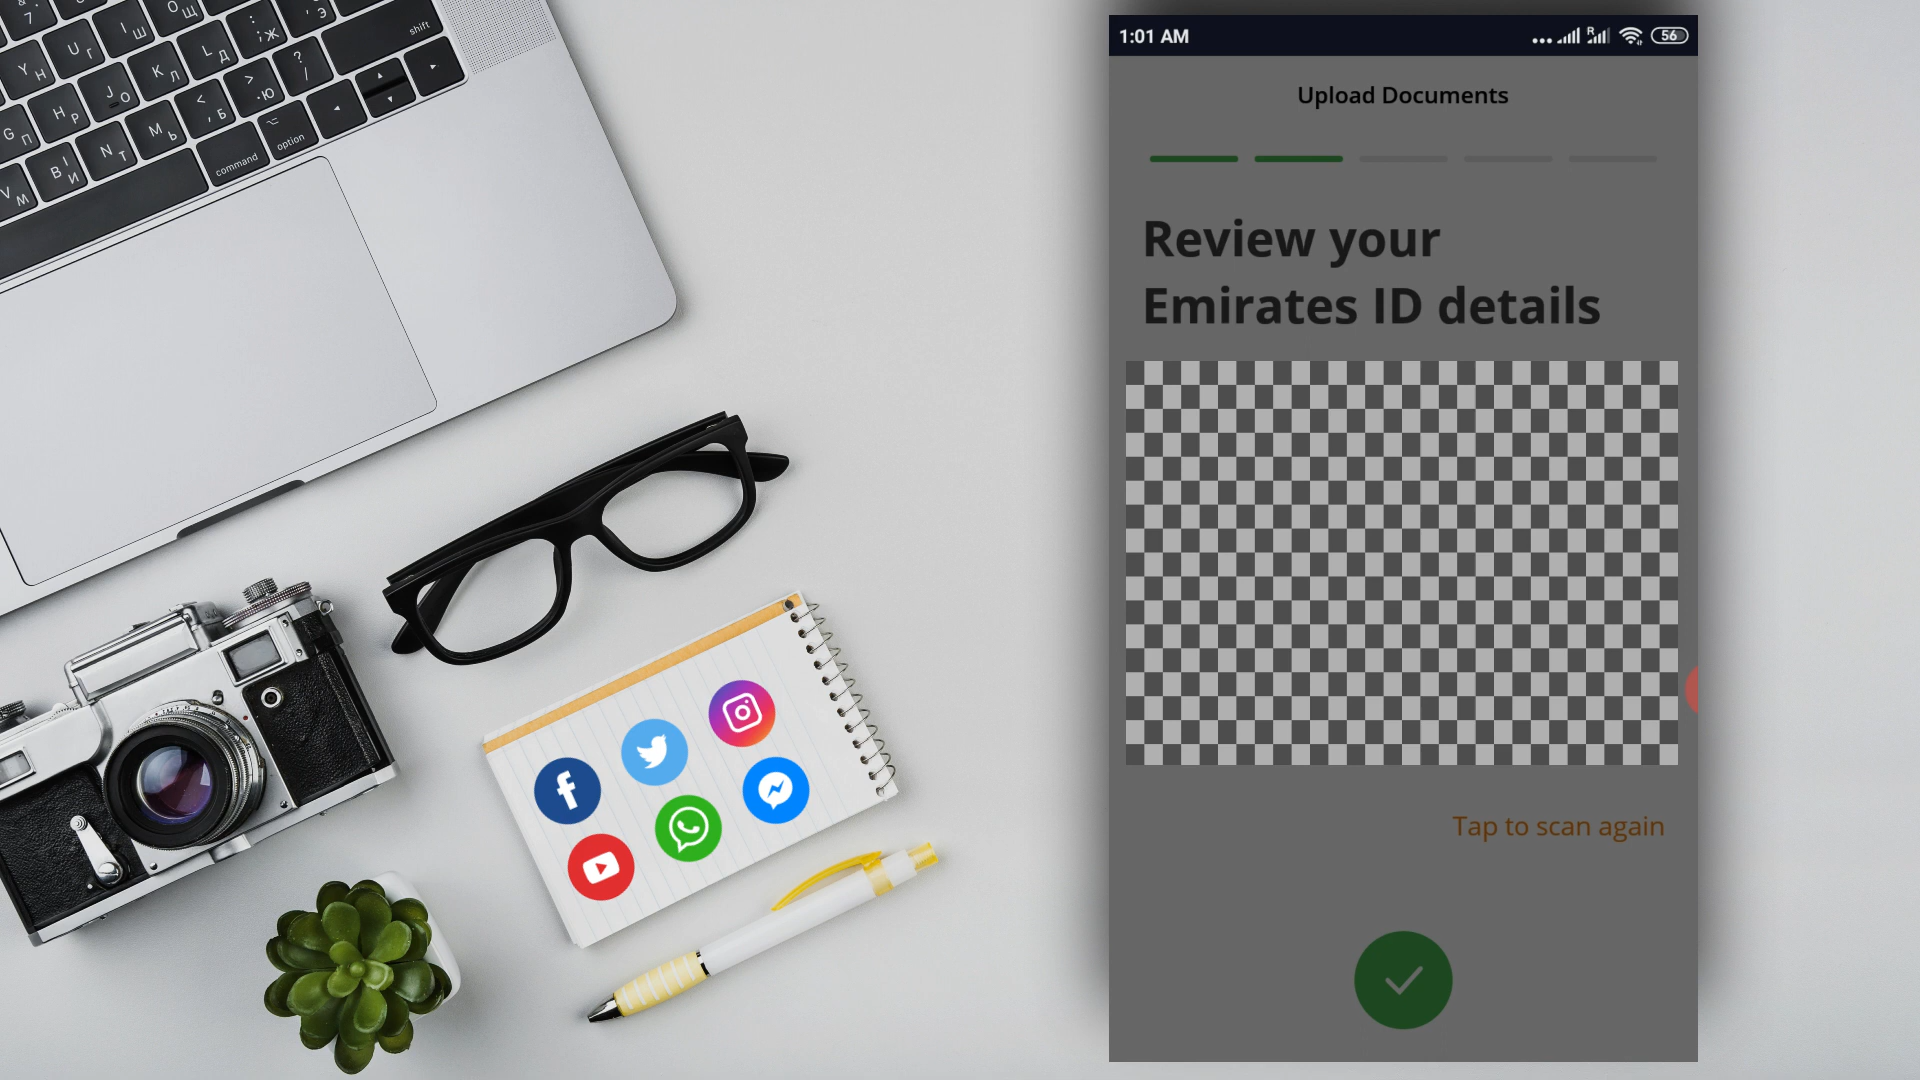 1:01 AM
R
56
Upload Documents
Review your
Emirates ID details
Tap to scan again
shift
command
option